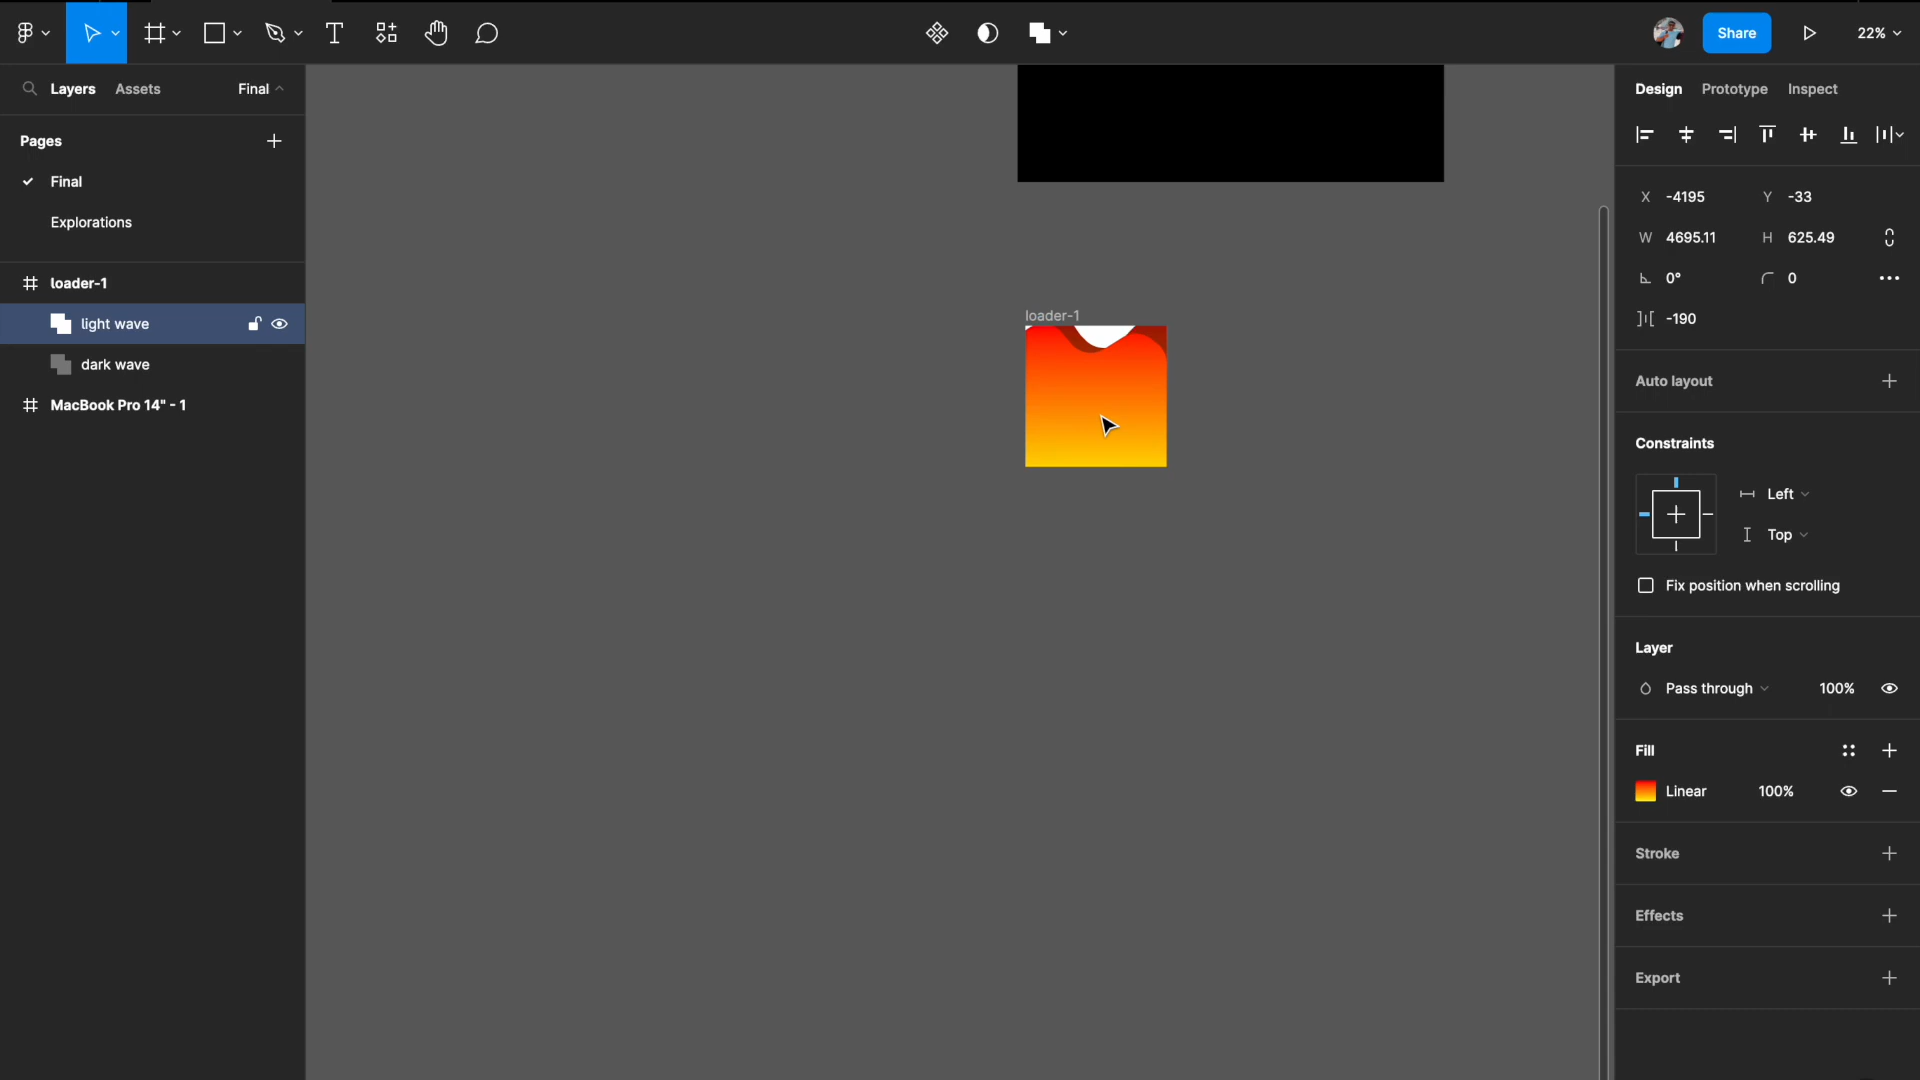 Share
22%
Layers
Assets
Final
Pages
Final
Explorations
loader-1
light wave
dark wave
MacBook Pro 14" - 1
loader-1
Design
Prototype
Inspect
X -4195
Y -33
W 4695.11
H 625.49
0°
0
-190
Auto layout
Constraints
Left
Top
Fix position when scrolling
Layer
Pass through
100%
Fill
Linear
100%
Stroke
Effects
Export